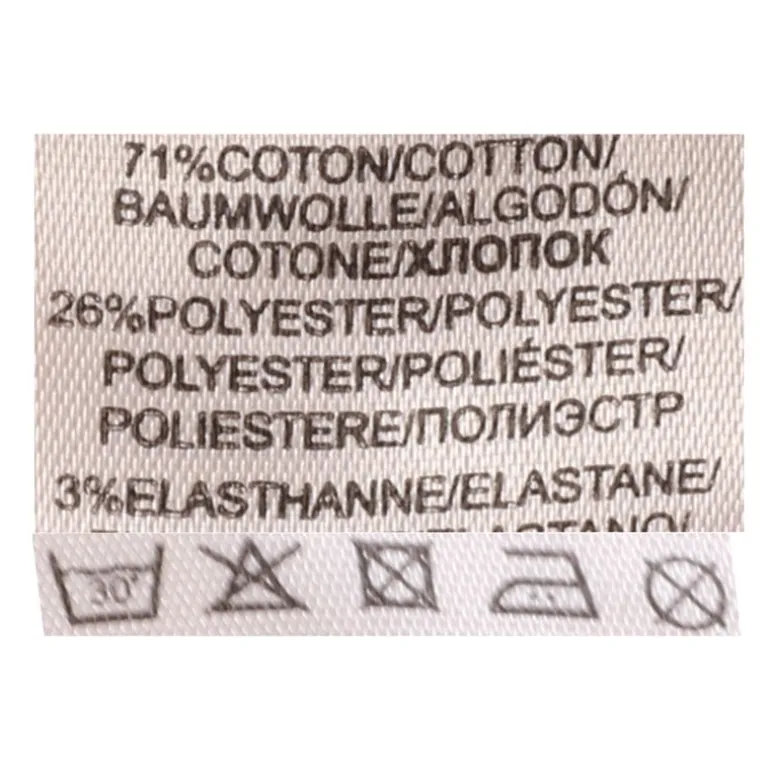 71%COTON/COTTON/
BAUMWOLLE/ALGODÓN/
COTONE/ХЛОПОК
26%POLYESTER/POLYESTER/
POLYESTER/POLIÉSTER/
POLIESTERE/ПОЛИЭСТР
3%ELASTHANNE/ELASTANE/
30°